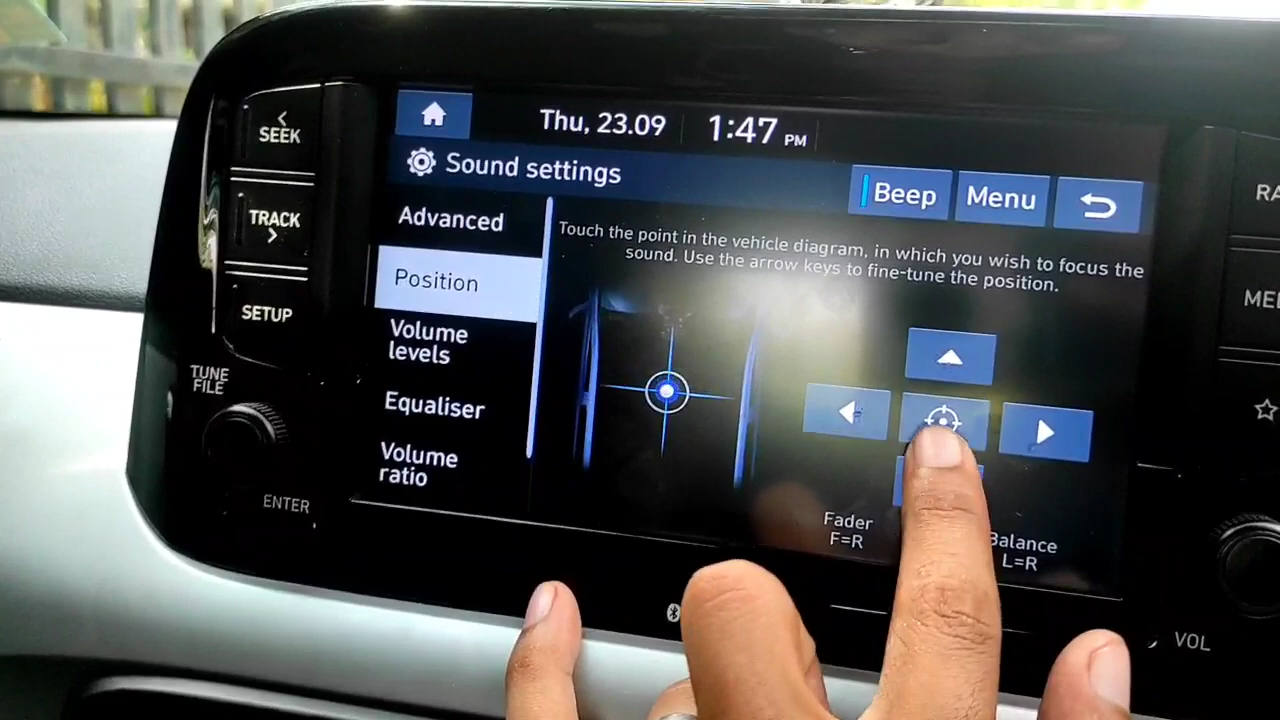 SEEK
TRACK
SETUP
TUNE
FILE
ENTER
Thu, 23.09
1:47 PM
Sound settings
Beep
Menu
Advanced
Position
Volume
levels
Equaliser
Volume
ratio
Touch the point in the vehicle diagram, in which you wish to focus the
sound. Use the arrow keys to fine-tune the position.
Fader
F=R
Balance
L=R
VOL